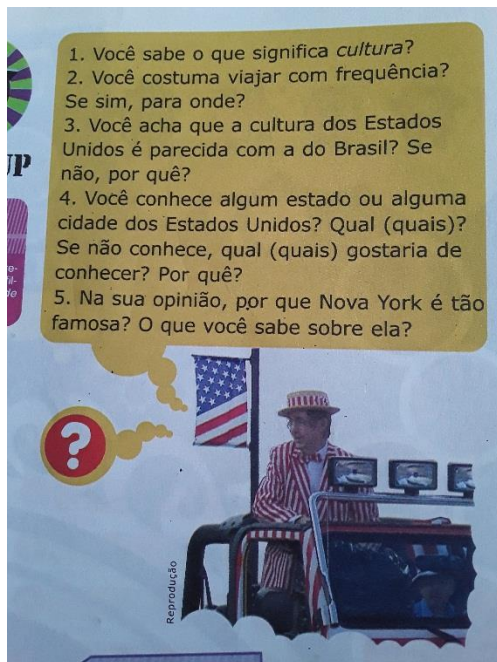 1. Você sabe o que significa cultura?
2. Você costuma viajar com frequência?
Se sim, para onde?
3. Você acha que a cultura dos Estados
Unidos é parecida com a do Brasil? Se
não, por quê?
4. Você conhece algum estado ou alguma
cidade dos Estados Unidos? Qual (quais)?
Se não conhece, qual (quais) gostaria de
conhecer? Por quê?
5. Na sua opinião, por que Nova York é tão
famosa? O que você sabe sobre ela?
UP
?
Reprodução